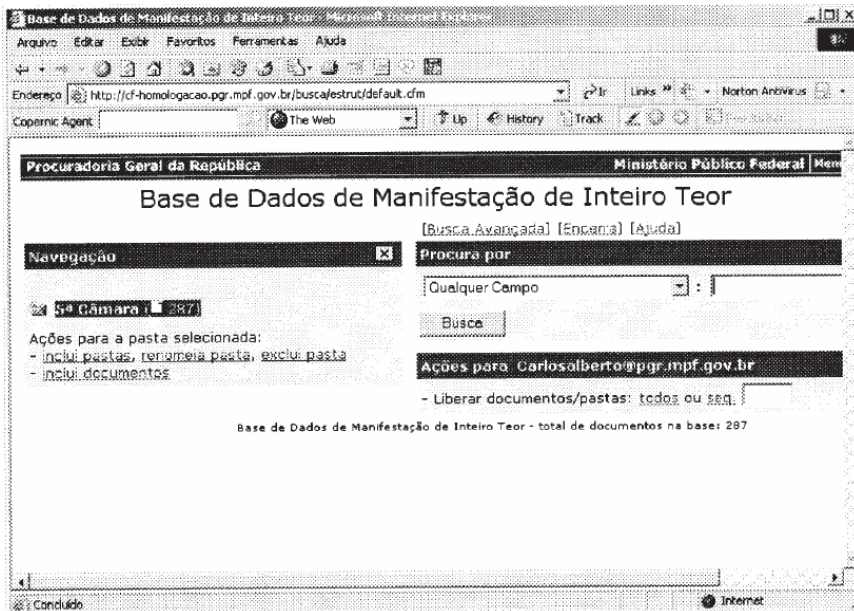 Base de Dados de Manifestação de Inteiro Teor - Microsoft Internet Explorer
Arquivo Editar Exibir Favoritos Ferramentas Ajuda
Endereço http://cf-homologacao.pgr.mpf.gov.br/busca/estrut/default.cfm Ir Links » Norton Antivirus
Copernic Agent The Web Up History Track
Procuradoria Geral da República Ministério Público Federal
Base de Dados de Manifestação de Inteiro Teor
[Busca Avançada] [Encerra] [Ajuda]
Navegação
Procura por
Qualquer Campo :
5ª Câmara ( 287)
Busca
Ações para a pasta selecionada:
- inclui pastas, renomeia pasta, exclui pasta
- inclui documentos
Ações para Carlosalberto@pgr.mpf.gov.br
- Liberar documentos/pastas: todos ou seq.
Base de Dados de Manifestação de Inteiro Teor - total de documentos na base: 287
Concluído Internet